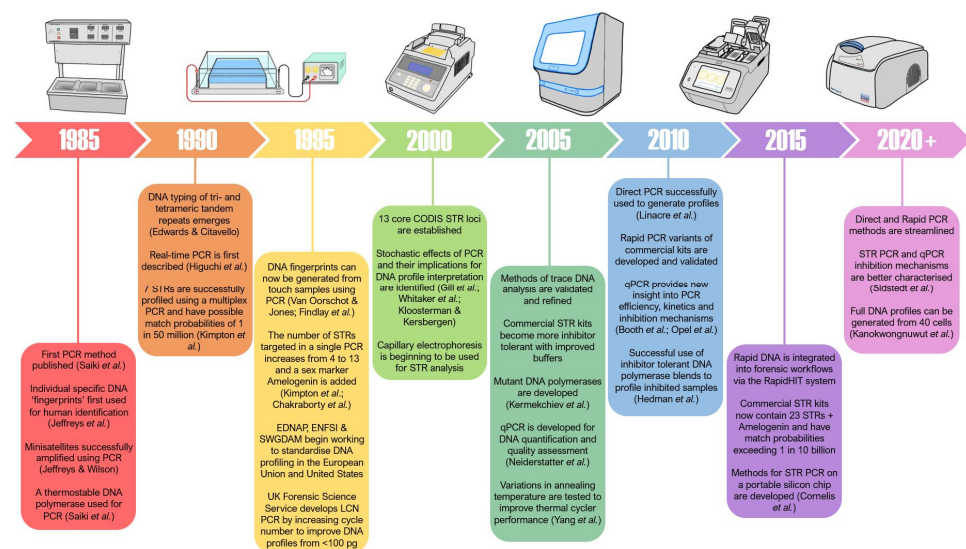 1985
1990
1995
2000
2005
2010
2015
2020+
First PCR method
published (Saiki et al.)
Individual specific DNA
‘fingerprints’ first used
for human identification
(Jeffreys et al.)
Minisatellites successfully
amplified using PCR
(Jeffreys & Wilson)
A thermostable DNA
polymerase used for
PCR (Saiki et al.)
DNA typing of tri- and
tetrameric tandem
repeats emerges
(Edwards & Citavello)
Real-time PCR is first
described (Higuchi et al.)
7 STRs are successfully
profiled using a multiplex
PCR and have possible
match probabilities of 1
in 50 million (Kimpton
et al.)
DNA fingerprints can
now be generated from
touch samples using
PCR (Van Oorschot &
Jones; Findlay et al.)
The number of STRs
targeted in a single PCR
increases from 4 to 13
and a sex marker
Amelogenin is added
(Kimpton et al.;
Chakraborty et al.)
EDNAP, ENFSI &
SWGDAM begin working
to standardise DNA
profiling in the European
Union and United States
UK Forensic Science
Service develops LCN
PCR by increasing cycle
number to improve DNA
profiles from <100 pg
13 core CODIS STR loci
are established
Stochastic effects of PCR
and their implications for
DNA profile interpretation
are identified (Gill et al.;
Whitaker et al.;
Kloosterman &
Kersbergen)
Capillary electrophoresis
is beginning to be used
for STR analysis
Methods of trace DNA
analysis are validated
and refined
Commercial STR kits
become more inhibitor
tolerant with improved
buffers
Mutant DNA polymerases
are developed
(Kermekchiev et al.)
qPCR is developed for
DNA quantification and
quality assessment
(Neiderstatter et al.)
Variations in annealing
temperature are tested to
improve thermal cycler
performance (Yang et al.)
Direct PCR successfully
used to generate profiles
(Linacre et al.)
Rapid PCR variants of
commercial kits are
developed and validated
qPCR provides new
insight into PCR
efficiency, kinetics and
inhibition mechanisms
(Booth et al.; Opel et al.)
Successful use of
inhibitor tolerant DNA
polymerase blends to
profile inhibited samples
(Hedman et al.)
Rapid DNA is integrated
into forensic workflows
via the RapidHIT system
Commercial STR kits
now contain 23 STRs +
Amelogenin and have
match probabilities
exceeding 1 in 10 billion
Methods for STR PCR on
a portable silicon chip
are developed (Cornelis
et al.)
Direct and Rapid PCR
methods are streamlined
STR PCR and qPCR
inhibition mechanisms
are better characterised
(Sidstedt et al.)
Full DNA profiles can be
generated from 40 cells
(Kanokwongnuwut et al.)